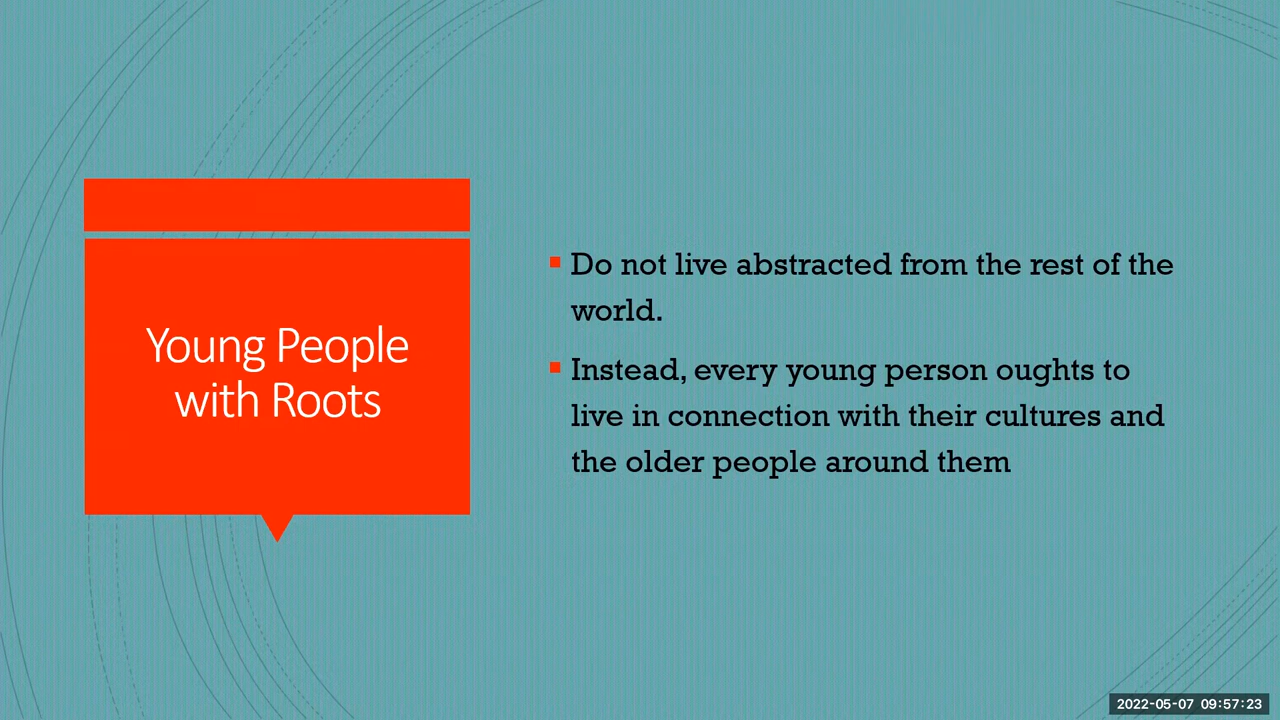 Young People
with Roots
Do not live abstracted from the rest of the
world.
Instead, every young person oughts to
live in connection with their cultures and
the older people around them
2022-05-07 09:57:23